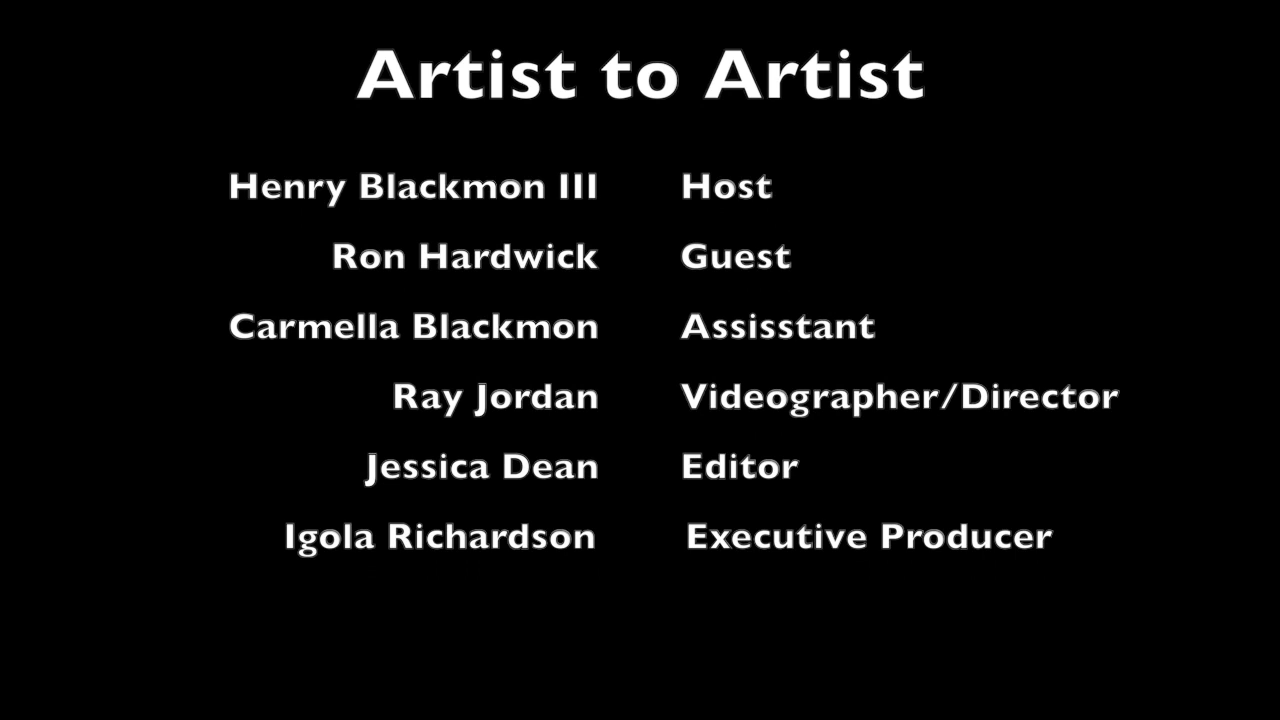 Artist to Artist
Henry Blackmon III Host
Ron Hardwick Guest
Carmella Blackmon Assisstant
Ray Jordan Videographer/Director
Jessica Dean Editor
Igola Richardson Executive Producer